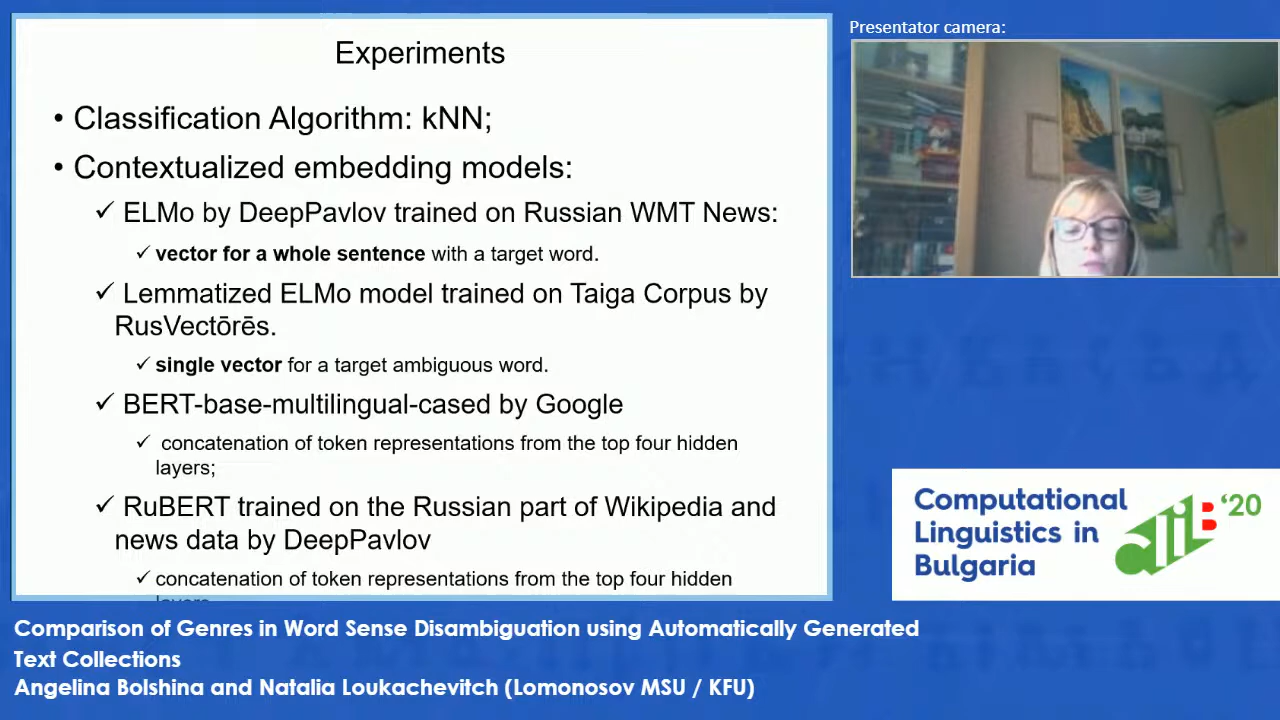 Experiments
• Classification Algorithm: kNN;
• Contextualized embedding models:
✓ ELMo by DeepPavlov trained on Russian WMT News:
✓ vector for a whole sentence with a target word.
✓ Lemmatized ELMo model trained on Taiga Corpus by
RusVectōrēs.
✓ single vector for a target ambiguous word.
✓ BERT-base-multilingual-cased by Google
✓ concatenation of token representations from the top four hidden
layers;
✓ RuBERT trained on the Russian part of Wikipedia and
news data by DeepPavlov
✓ concatenation of token representations from the top four hidden
Presentator camera:
Computational
Linguistics in
Bulgaria
CLIB '20
Comparison of Genres in Word Sense Disambiguation using Automatically Generated
Text Collections
Angelina Bolshina and Natalia Loukachevitch (Lomonosov MSU / KFU)